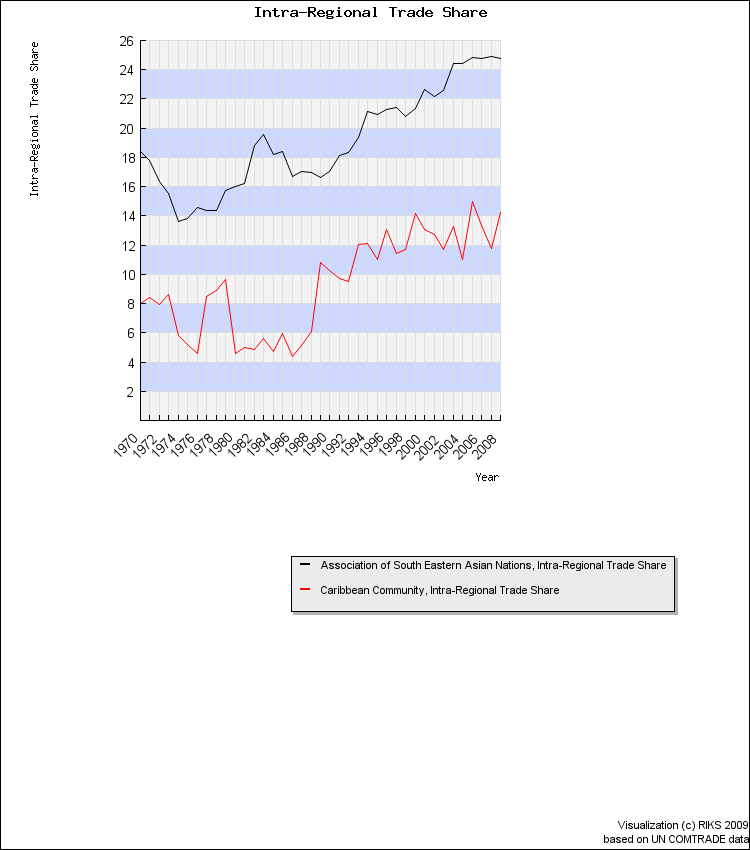 Intra-Regional Trade Share
Intra-Regional Trade Share
26
24
22
20
18
16
14
12
10
8
6
4
2
1970 1972 1974 1976 1978 1980 1982 1984 1986 1988 1990 1992 1994 1996 1998 2000 2002 2004 2006 2008
Year
Association of South Eastern Asian Nations, Intra-Regional Trade Share
Caribbean Community, Intra-Regional Trade Share
Visualization (c) RIKS 2009
based on UN COMTRADE data